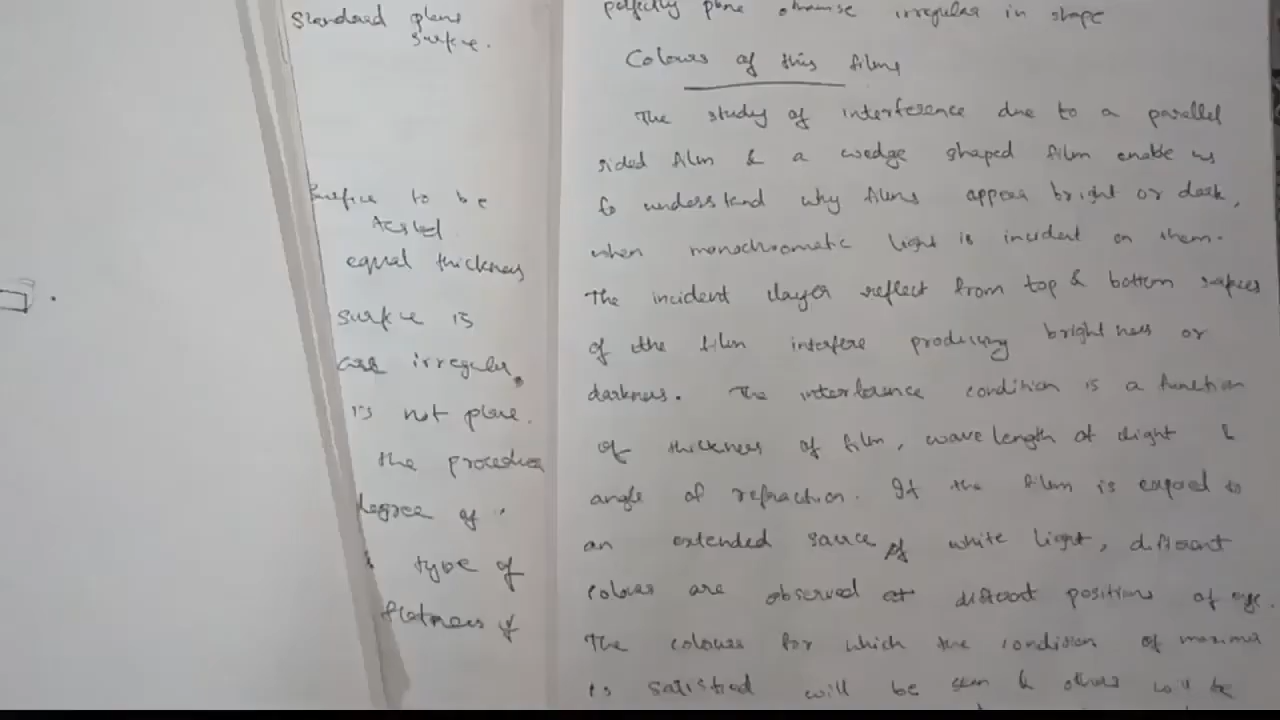 Standard plane
surface.
Surface to be
tested
equal thickness
surface is
are irregular.
is not plane.
the procedure
degree of
type of
flatness of
perfectly plane otherwise irregular in shape
Colours of thin films
The study of interference due to a parallel
sided film & a wedge shaped film enable us
to understand why films appear bright or dark,
when monochromatic light is incident on them.
The incident reflect from top & bottom surfaces
of the film interfere producing brightness or
darkness. The interference condition is a function
of thickness of film, wavelength of light &
angle of refraction. If the film is exposed to
an extended source of white light, different
colours are observed at different positions of eye.
The colours for which the condition of maxima
is satisfied will be seen & others will be